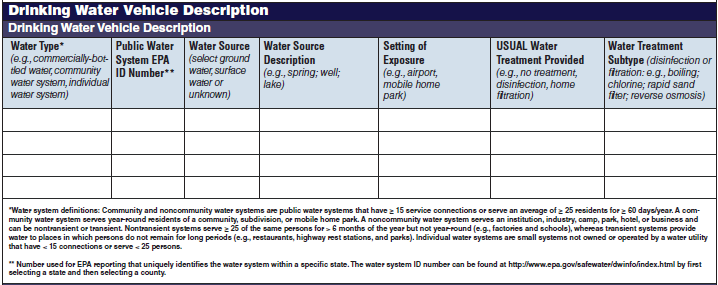 Drinking Water Vehicle Description
Drinking Water Vehicle Description
Water Type*
(e.g., commercially-bot-
tled water, community
water system, individual
water system)
Public Water
System EPA
ID Number**
Water Source
(select ground
water, surface
water or
unknown)
Water Source
Description
(e.g., spring; well;
lake)
Setting of
Exposure
(e.g., airport,
mobile home
park)
USUAL Water
Treatment Provided
(e.g., no treatment,
disinfection, home
filtration)
Water Treatment
Subtype (disinfection or
filtration: e.g., boiling;
chlorine; rapid sand
filter; reverse osmosis)
*Water system definitions: Community and noncommunity water systems are public water systems that have ≥ 15 service connections or serve an average of ≥ 25 residents for ≥ 60 days/year. A com-
munity water system serves year-round residents of a community, subdivision, or mobile home park. A noncommunity water system serves an institution, industry, camp, park, hotel, or business and
can be nontransient or transient. Nontransient systems serve ≥ 25 of the same persons for > 6 months of the year but not year-round (e.g., factories and schools), whereas transient systems provide
water to places in which persons do not remain for long periods (e.g., restaurants, highway rest stations, and parks). Individual water systems are small systems not owned or operated by a water utility
that have < 15 connections or serve < 25 persons.
** Number used for EPA reporting that uniquely identifies the water system within a specific state. The water system ID number can be found at http://www.epa.gov/safewater/dwinfo/index.html by first
selecting a state and then selecting a county.